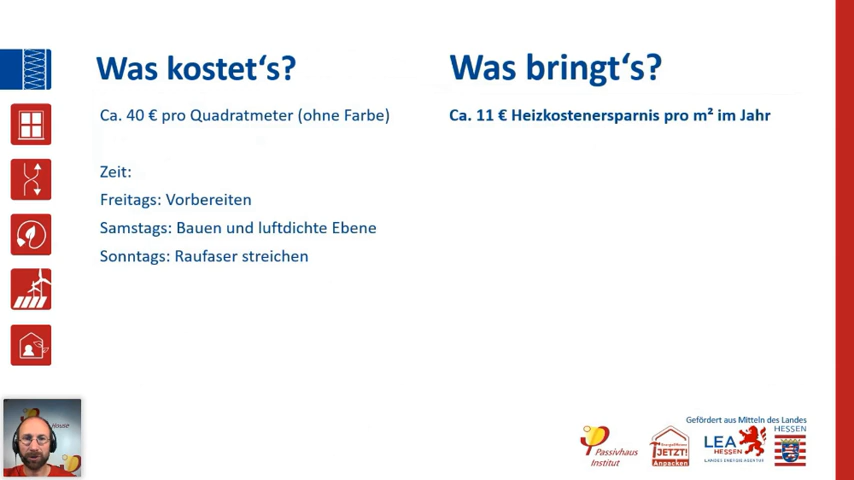 Was kostet‘s?
Ca. 40 € pro Quadratmeter (ohne Farbe)
Zeit:
Freitags: Vorbereiten
Samstags: Bauen und luftdichte Ebene
Sonntags: Raufaser streichen
Was bringt‘s?
Ca. 11 € Heizkostenersparnis pro m² im Jahr
Gefördert aus Mitteln des Landes
HESSEN
Passivhaus
Institut
JETZT!
Anpacken
LEA
HESSEN
LANDES ENERGIE AGENTUR
House